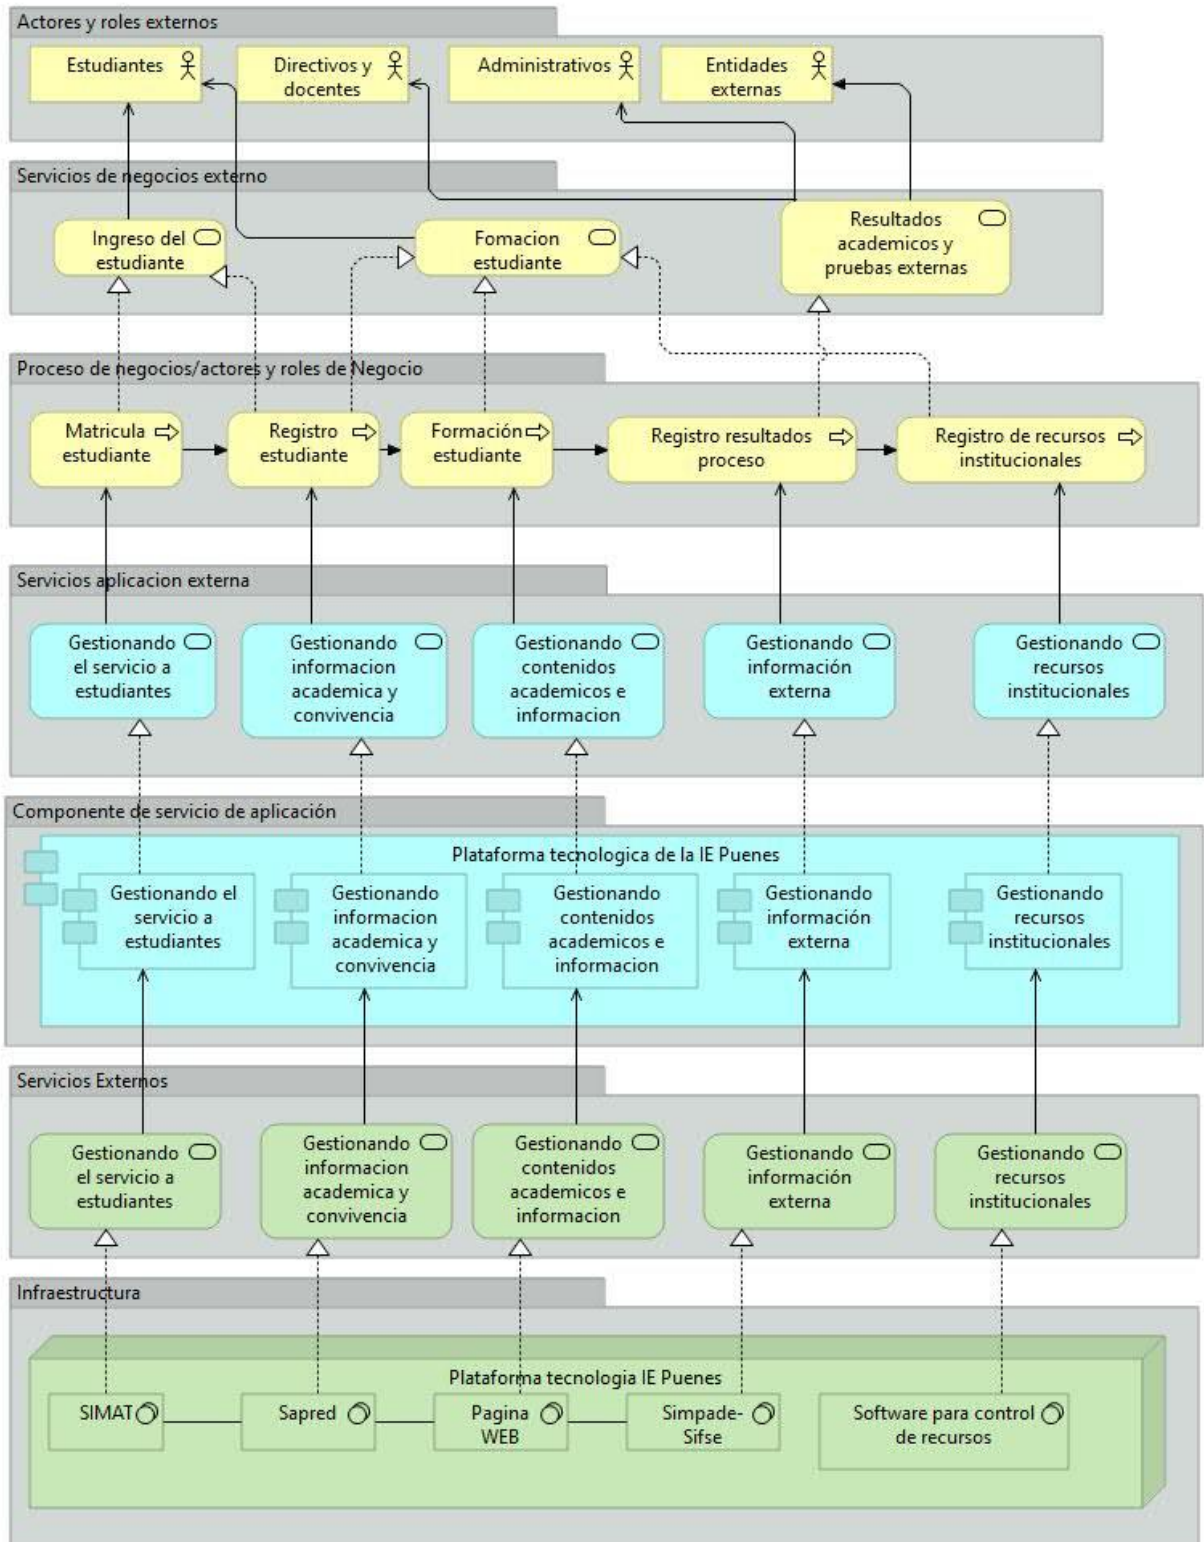 Actores y roles externos
Estudiantes
Directivos y
docentes
Administrativos
Entidades
externas
Servicios de negocios externo
Ingreso del
estudiante
Fomacion
estudiante
Resultados
academicos y
pruebas externas
Proceso de negocios/actores y roles de Negocio
Matricula
estudiante
Registro
estudiante
Formación
estudiante
Registro resultados
proceso
Registro de recursos
institucionales
Servicios aplicacion externa
Gestionando
el servicio a
estudiantes
Gestionando
informacion
academica y
convivencia
Gestionando
contenidos
academicos e
informacion
Gestionando
información
externa
Gestionando
recursos
institucionales
Componente de servicio de aplicación
Plataforma tecnologica de la IE Puenes
Gestionando el
servicio a
estudiantes
Gestionando
informacion
academica y
convivencia
Gestionando
contenidos
academicos e
informacion
Gestionando
información
externa
Gestionando
recursos
institucionales
Servicios Externos
Gestionando
el servicio a
estudiantes
Gestionando
informacion
academica y
convivencia
Gestionando
contenidos
academicos e
informacion
Gestionando
información
externa
Gestionando
recursos
institucionales
Infraestructura
Plataforma tecnologia IE Puenes
SIMAT
Sapred
Pagina
WEB
Simpade-
Sifse
Software para control
de recursos